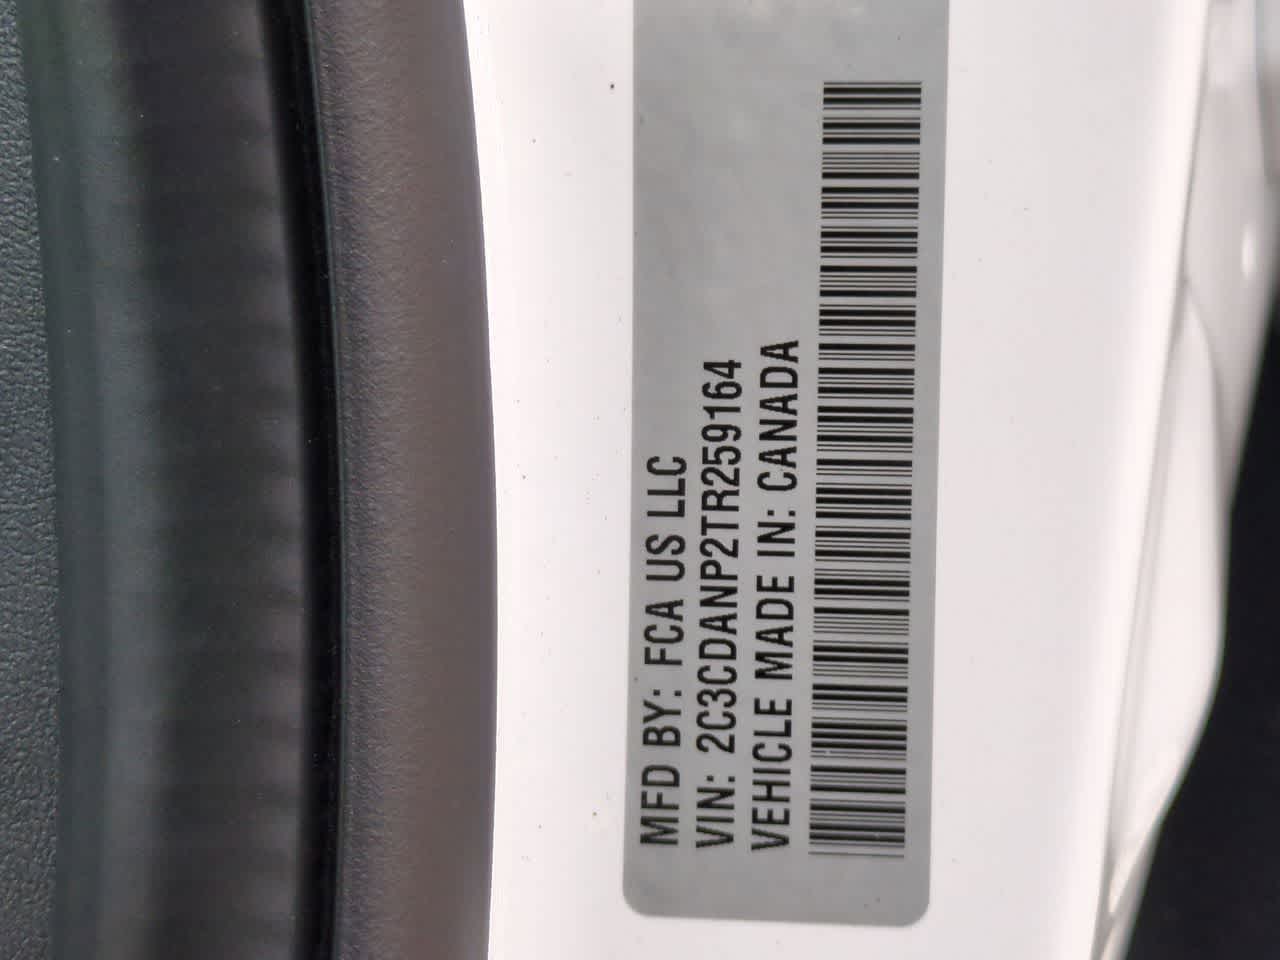 MFD BY: FCA US LLC
VIN: 2C3CDANP2TR259164
VEHICLE MADE IN: CANADA